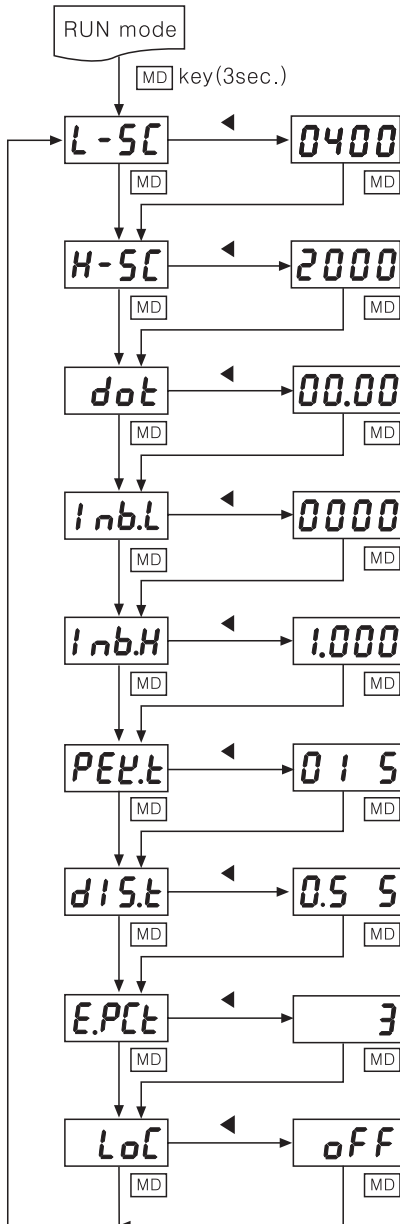 RUN mode
MD key(3sec.)
L-SC ◀ 0400
MD MD
H-SC ◀ 2000
MD MD
dot ◀ 00.00
MD MD
Inb.L ◀ 0000
MD MD
Inb.H ◀ 1.000
MD MD
PEK.t ◀ 01 S
MD MD
dIS.t ◀ 0.5 S
MD MD
E.PCt ◀ 3
MD MD
LoC ◀ oFF
MD MD